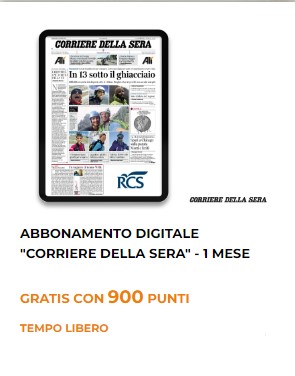 CORRIERE DELLA SERA
In 13 sotto il ghiacciaio
RCS
CORRIERE DELLA SERA
ABBONAMENTO DIGITALE
"CORRIERE DELLA SERA" - 1 MESE
GRATIS CON 900 PUNTI
TEMPO LIBERO